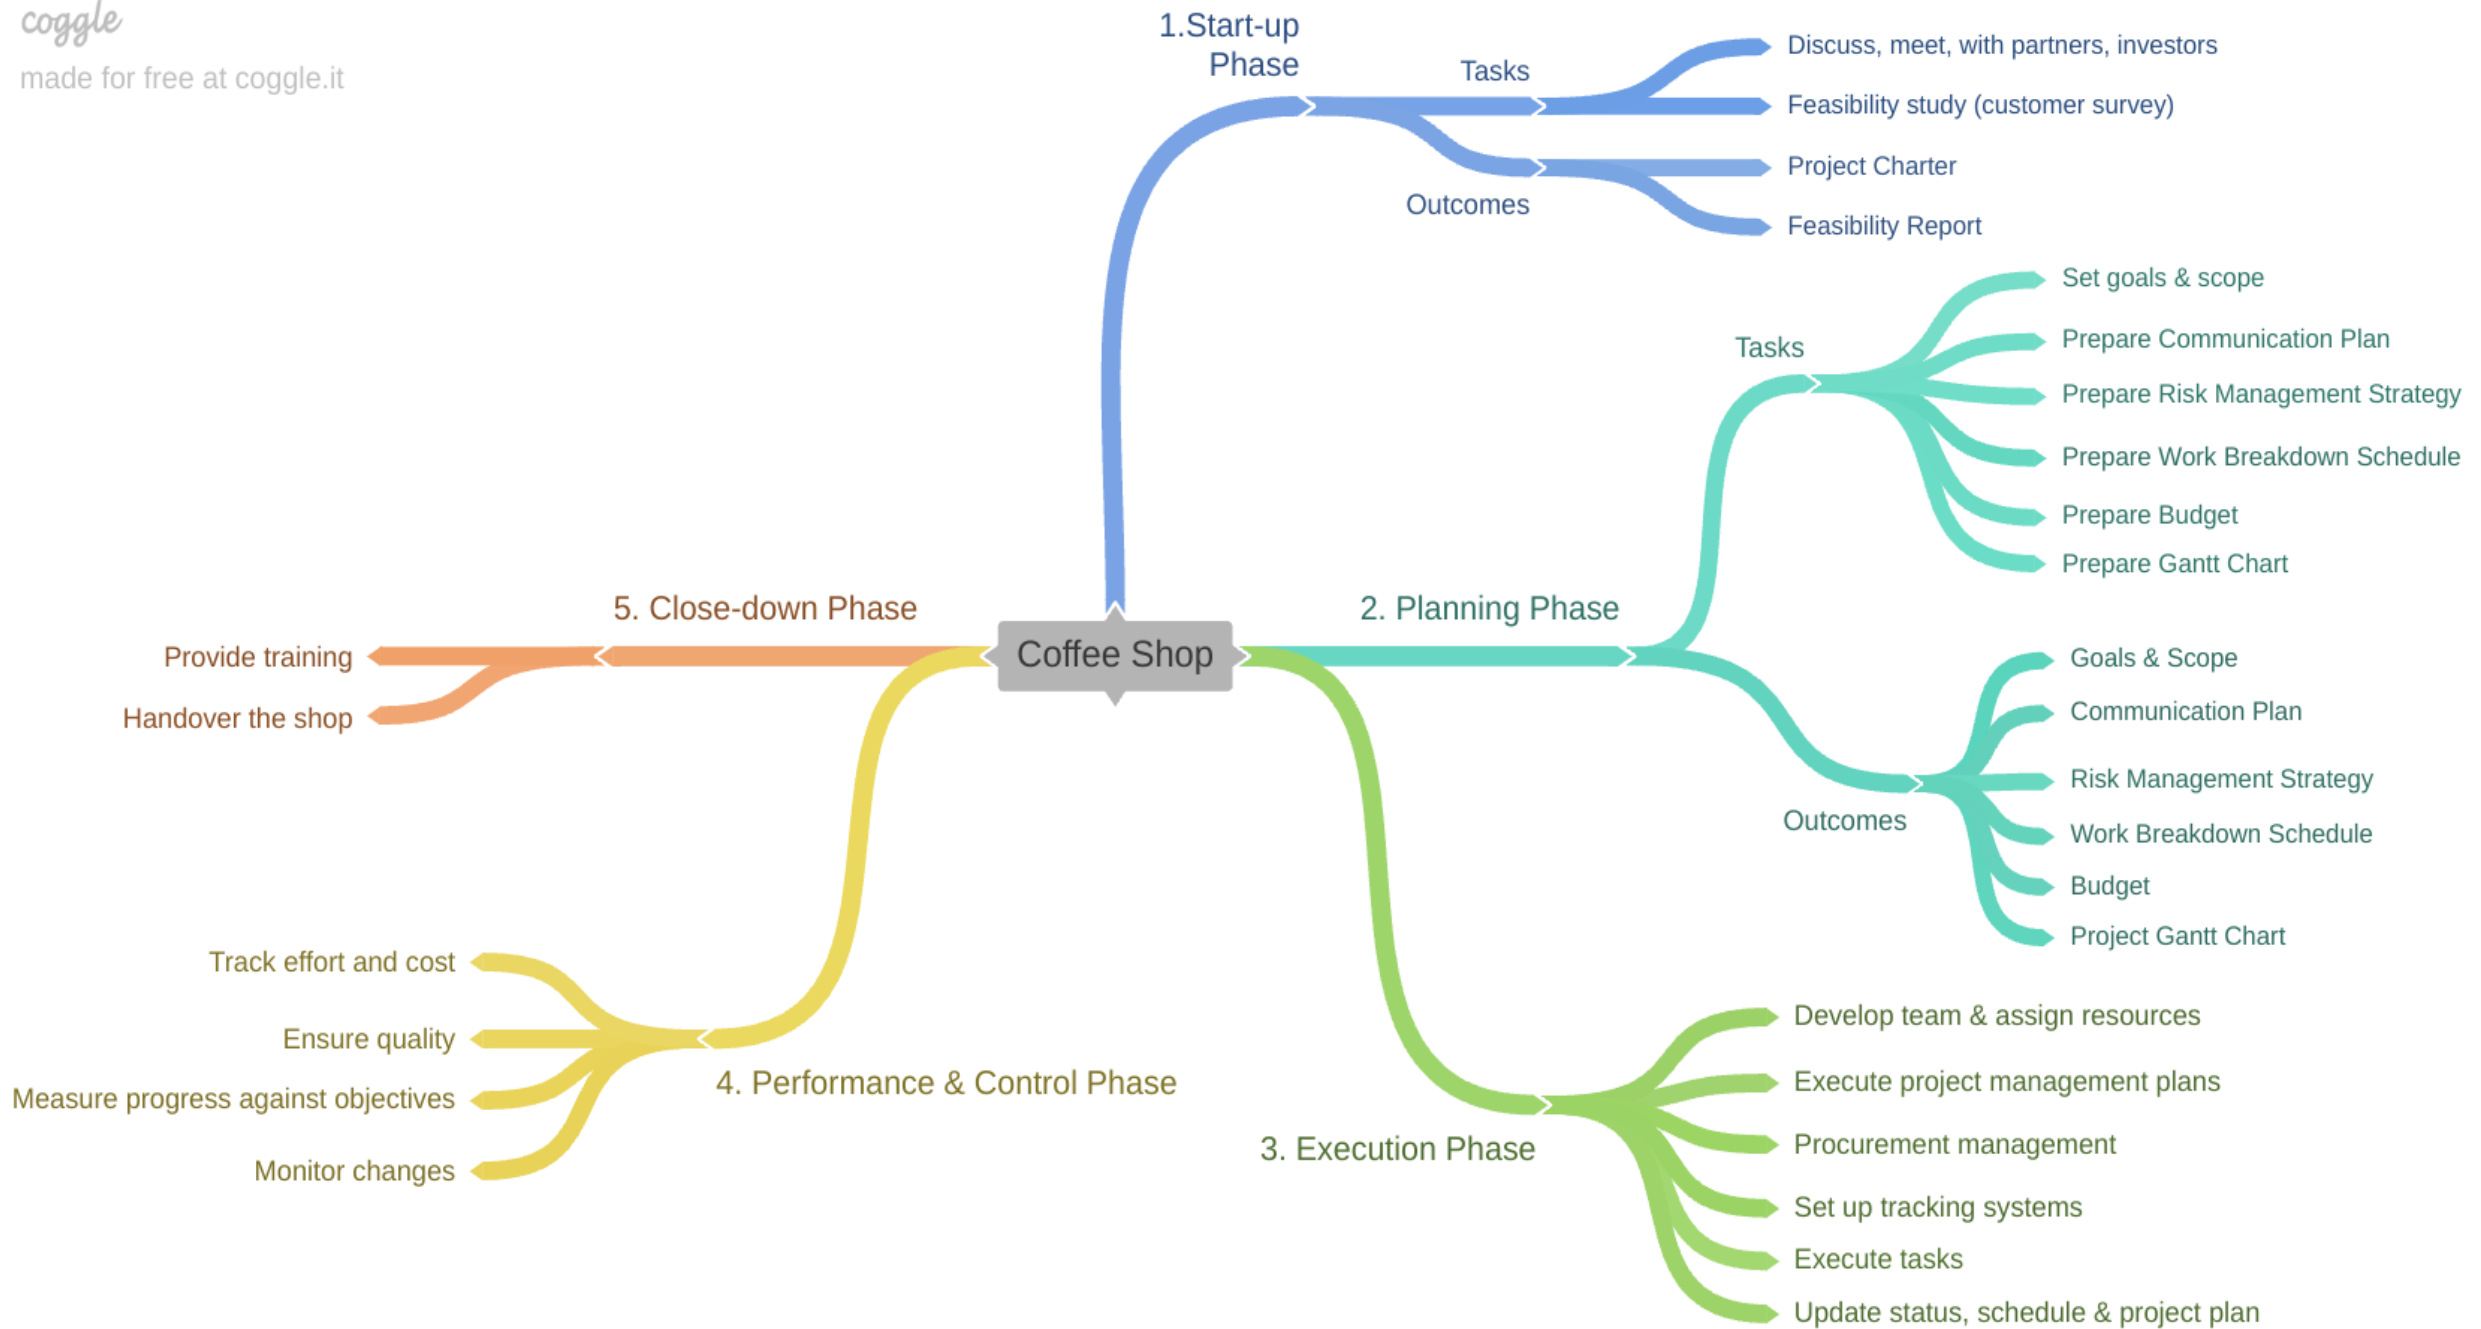 coggle
made for free at coggle.it
1.Start-up
Phase
Tasks
Discuss, meet, with partners, investors
Feasibility study (customer survey)
Outcomes
Project Charter
Feasibility Report
Coffee Shop
2. Planning Phase
Tasks
Set goals & scope
Prepare Communication Plan
Prepare Risk Management Strategy
Prepare Work Breakdown Schedule
Prepare Budget
Prepare Gantt Chart
Outcomes
Goals & Scope
Communication Plan
Risk Management Strategy
Work Breakdown Schedule
Budget
Project Gantt Chart
3. Execution Phase
Develop team & assign resources
Execute project management plans
Procurement management
Set up tracking systems
Execute tasks
Update status, schedule & project plan
4. Performance & Control Phase
Track effort and cost
Ensure quality
Measure progress against objectives
Monitor changes
5. Close-down Phase
Provide training
Handover the shop